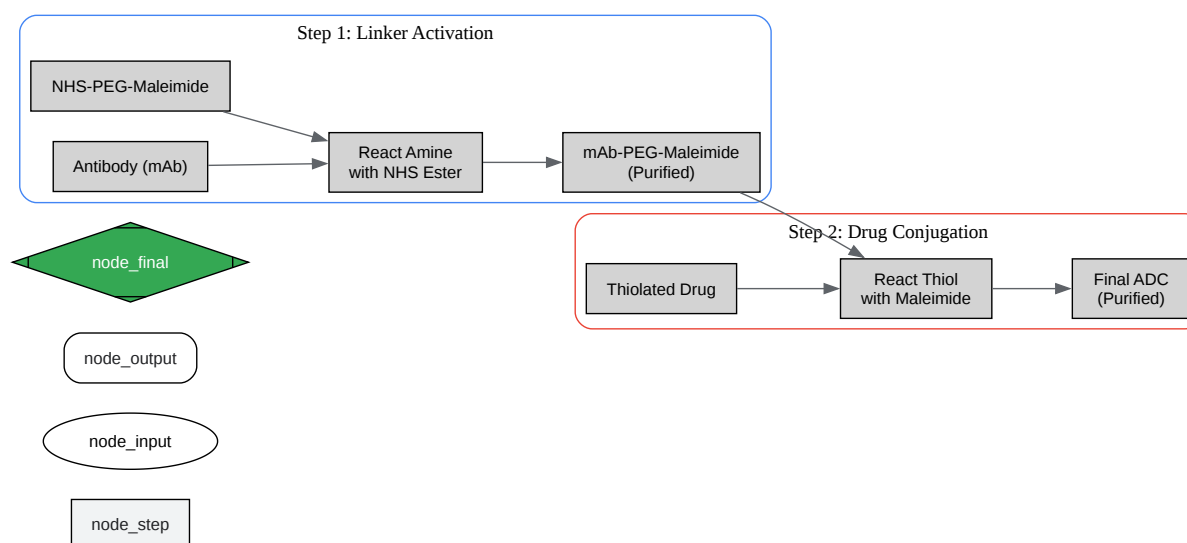 Step 1: Linker Activation
NHS-PEG-Maleimide
Antibody (mAb)
React Amine
with NHS Ester
mAb-PEG-Maleimide
(Purified)
Step 2: Drug Conjugation
Thiolated Drug
React Thiol
with Maleimide
Final ADC
(Purified)
node_final
node_output
node_input
node_step